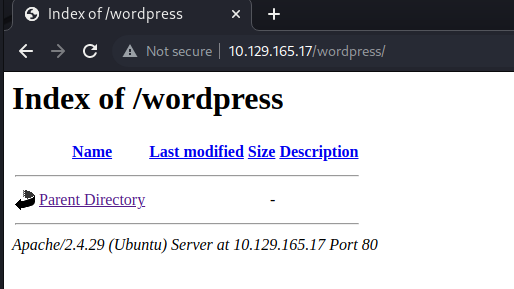 Index of /wordpress
Not secure 10.129.165.17/wordpress/
Index of /wordpress
Name Last modified Size Description
Parent Directory -
Apache/2.4.29 (Ubuntu) Server at 10.129.165.17 Port 80